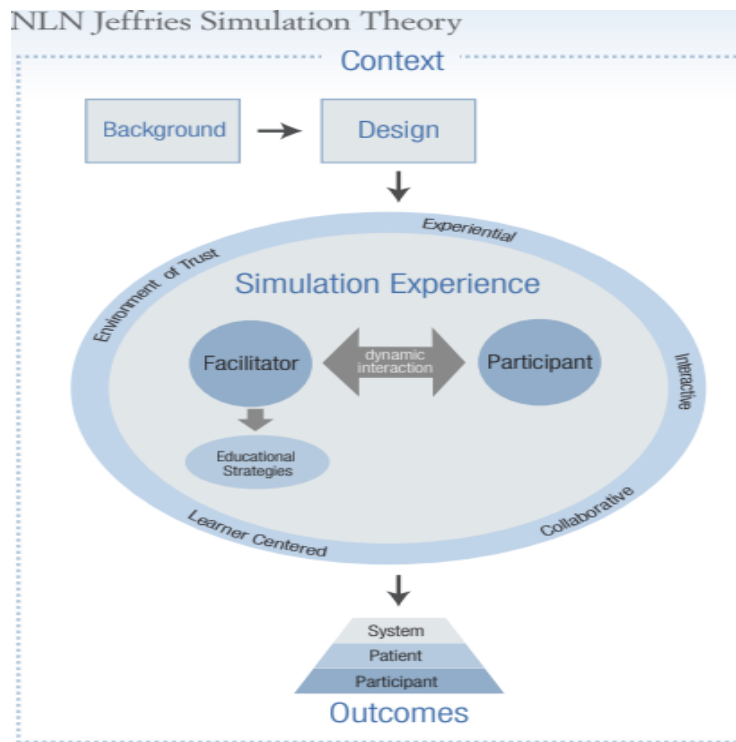 NLN Jeffries Simulation Theory
Context
Background
Design
Experiential
Environment of Trust
Simulation Experience
Facilitator
dynamic
interaction
Participant
Interactive
Educational
Strategies
Learner Centered
Collaborative
System
Patient
Participant
Outcomes